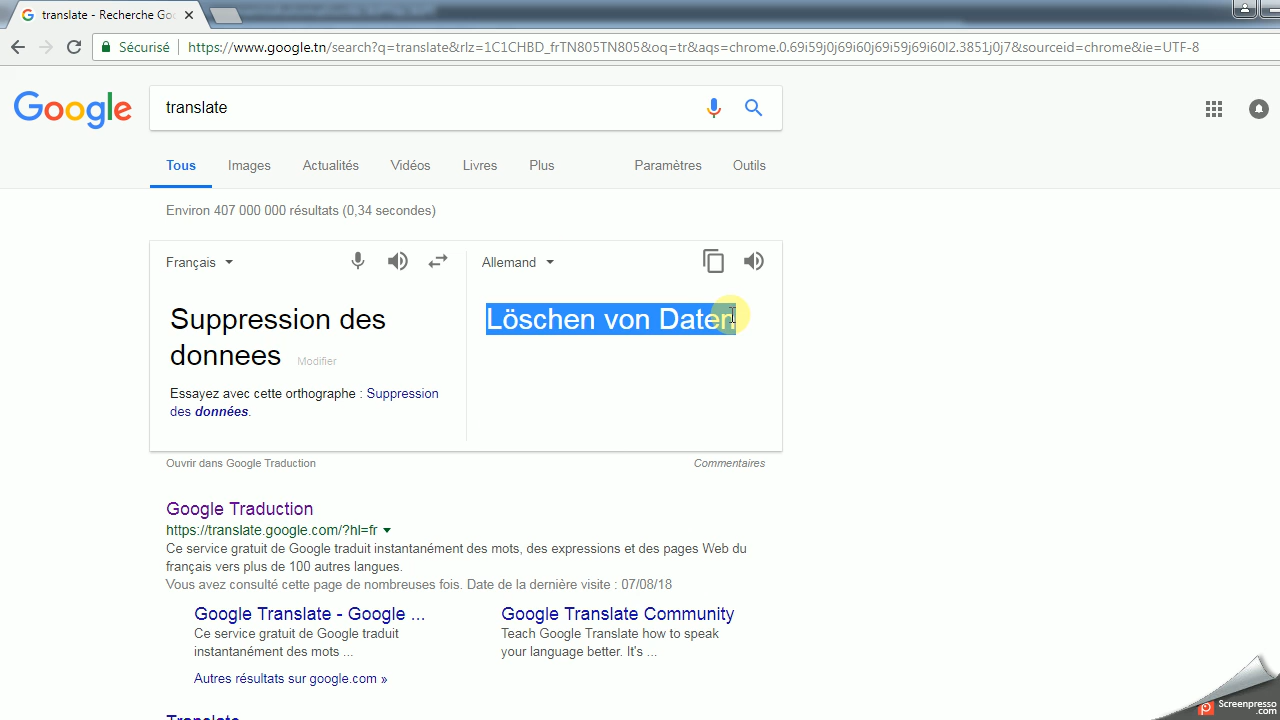 translate - Recherche Goo
Sécurisé
https://www.google.tn/search?q=translate&rlz=1C1CHBD_frTN805TN805&oq=tr&aqs=chrome.0.69i59j0j69i60j69i59j69i60l2.3851j0j7&sourceid=chrome&ie=UTF-8
Google
translate
Tous Images Actualités Vidéos Livres Plus Paramètres Outils
Environ 407 000 000 résultats (0,34 secondes)
Français
Allemand
Suppression des
donnees Modifier
Löschen von Daten
Essayez avec cette orthographe : Suppression
des données.
Ouvrir dans Google Traduction
Commentaires
Google Traduction
https://translate.google.com/?hl=fr
Ce service gratuit de Google traduit instantanément des mots, des expressions et des pages Web du
français vers plus de 100 autres langues.
Vous avez consulté cette page de nombreuses fois. Date de la dernière visite : 07/08/18
Google Translate - Google ...
Ce service gratuit de Google traduit
instantanément des mots ...
Google Translate Community
Teach Google Translate how to speak
your language better. It's ...
Autres résultats sur google.com »
Translate
Screenpresso
.com